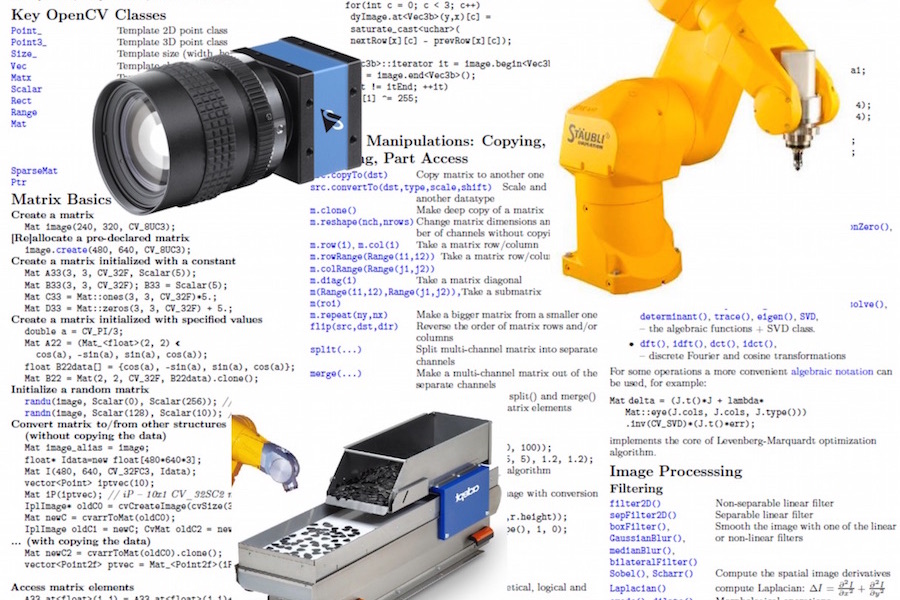 Key OpenCV Classes
Point_ Template 2D point class
Point3_ Template 3D point class
Size_ Template size (width,
Vec
Matx
Scalar
Rect
Range
Mat
SparseMat
Ptr
Matrix Basics
Create a matrix
Mat image(240, 320, CV_8UC3);
[Re]allocate a pre-declared matrix
image.create(480, 640, CV_8UC3);
Create a matrix initialized with a constant
Mat A33(3, 3, CV_32F, Scalar(5));
Mat B33(3, 3, CV_32F); B33 = Scalar(5);
Mat C33 = Mat::ones(3, 3, CV_32F)*5.;
Mat D33 = Mat::zeros(3, 3, CV_32F) + 5.;
Create a matrix initialized with specified values
double a = CV_PI/3;
Mat A22 = (Mat_<float>(2, 2) <
cos(a), -sin(a), sin(a), cos(a));
float B22data[] = {cos(a), -sin(a), sin(a), cos(a)};
Mat B22 = Mat(2, 2, CV_32F, B22data).clone();
Initialize a random matrix
randu(image, Scalar(0), Scalar(256)); //
randn(image, Scalar(128), Scalar(10)); /
Convert matrix to/from other structures
(without copying the data)
Mat image_alias = image;
float* Idata=new float[480*640*3];
Mat I(480, 640, CV_32FC3, Idata);
vector<Point> iptvec(10);
Mat iP(iptvec); // iP – 10x1 CV_32SC2
IplImage* oldC0 = cvCreateImage(cvSize(3
Mat newC = cvarrToMat(oldC0);
IplImage oldC1 = newC; CvMat oldC2 = new
... (with copying the data)
Mat newC2 = cvarrToMat(oldC0).clone();
vector<Point2f> ptvec = Mat_<Point2f>(iP
Access matrix elements
for(int c = 0; c < 3; c++)
dyImage.at<Vec3b>(y,x)[c] =
saturate_cast<uchar>(
nextRow[x][c] - prevRow[x][c]);
c3b>::iterator it = image.begin<Vec3
= image.end<Vec3b>();
t != itEnd; ++it)
[1] ^= 255;
Manipulations: Copying,
ng, Part Access
src.copyTo(dst) Copy matrix to another one
src.convertTo(dst,type,scale,shift) Scale and
another datatype
m.clone() Make deep copy of a matrix
m.reshape(nch,nrows) Change matrix dimensions an
ber of channels without copyi
m.row(i), m.col(i) Take a matrix row/column
m.rowRange(Range(i1,i2)) Take a matrix row/colu
m.colRange(Range(j1,j2))
m.diag(i) Take a matrix diagonal
m(Range(i1,i2),Range(j1,j2)), Take a submatrix
m(roi)
m.repeat(ny,nx) Make a bigger matrix from a smaller one
flip(src,dst,dir) Reverse the order of matrix rows and/or
columns
split(...) Split multi-channel matrix into separate
channels
merge(...) Make a multi-channel matrix out of the
separate channels
split() and merge()
atrix elements
, 100));
5, 5), 1.2, 1.2);
algorithm
age with conversion
,r.height));
pe(), 1, 0);
etical, logical and
STÄUBLI
a1;
4);
4);
;
;
onZero(),
olve(),
determinant(), trace(), eigen(), SVD,
– the algebraic functions + SVD class.
• dft(), idft(), dct(), idct(),
– discrete Fourier and cosine transformations
For some operations a more convenient algebraic notation can
be used, for example:
Mat delta = (J.t()*J + lambda*
Mat::eye(J.cols, J.cols, J.type()))
.inv(CV_SVD)*(J.t()*err);
implements the core of Levenberg-Marquardt optimization
algorithm.
Image Processsing
Filtering
filter2D() Non-separable linear filter
sepFilter2D() Separable linear filter
boxFilter(), Smooth the image with one of the linear
GaussianBlur(), or non-linear filters
medianBlur(),
bilateralFilter()
Sobel(), Scharr() Compute the spatial image derivatives
Laplacian() compute Laplacian: ΔI = ∂²I/∂x² + ∂²I/∂y²